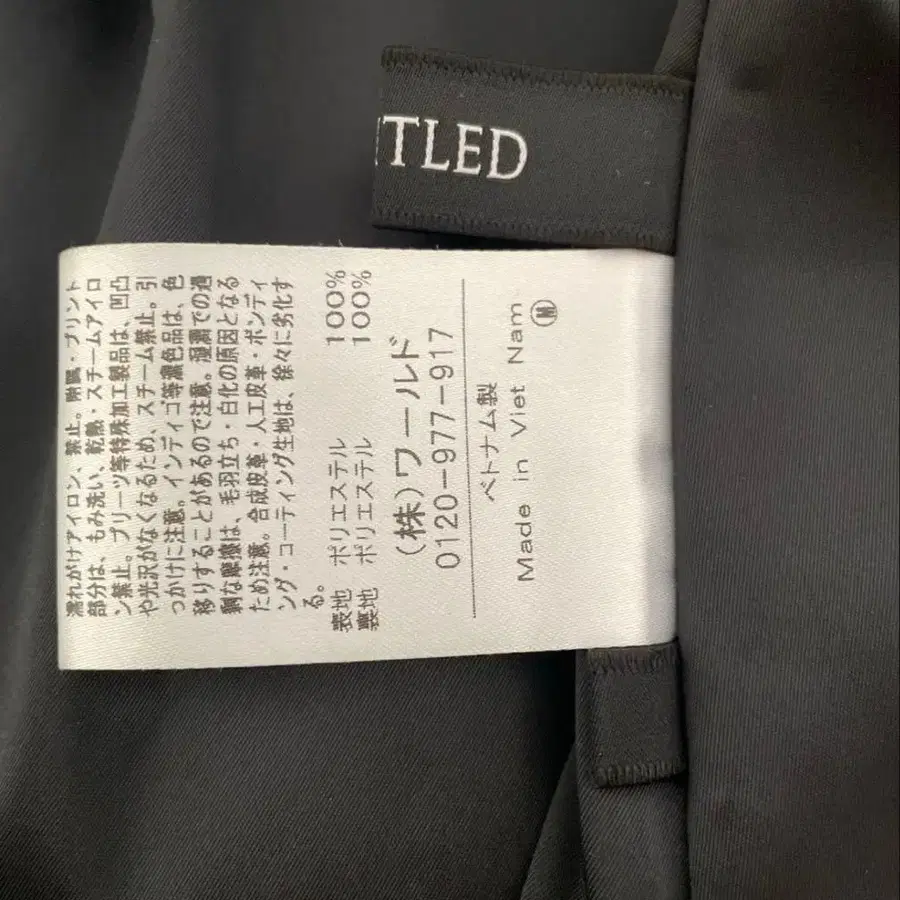 TLED
濡れがけアイロン、禁止。附属・プリント
部分は、もみ洗い、乾熱・スチームアイロ
ン禁止。プリーツ等特殊加工製品は、凹凸
や光沢がなくなるため、スチーム禁止。引
っかけに注意。インディゴ等濃色品は、色
移りすることがあるので注意。湿潤での過
剰な摩擦は、毛羽立ち・白化の原因となる
ため注意。合成皮革・人工皮革・ボンディ
ング・コーティング生地は、徐々に劣化す
る。
表地 ポリエステル 100%
裏地 ポリエステル 100%
(株)ワールド
0120-977-917
ベトナム製
Made in Viet Nam
Ⓜ